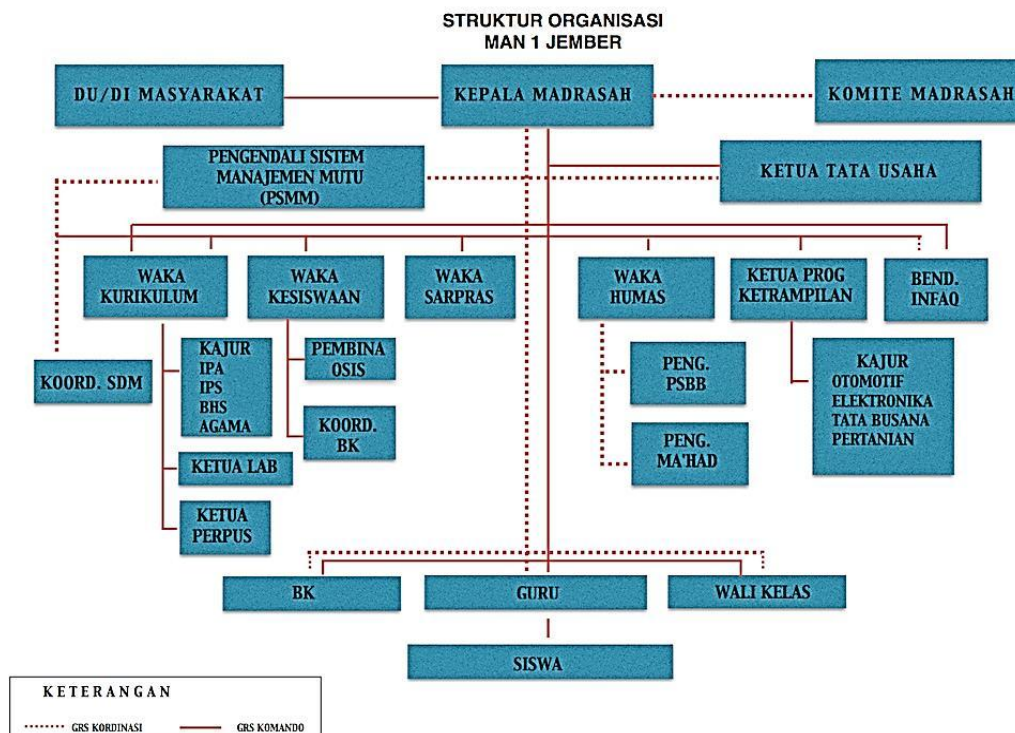 STRUKTUR ORGANISASI
MAN 1 JEMBER
DU/DI MASYARAKAT
KEPALA MADRASAH
KOMITE MADRASAH
PENGENDALI SISTEM
MANAJEMEN MUTU
(PSMM)
KETUA TATA USAHA
WAKA
KURIKULUM
WAKA
KESISWAAN
WAKA
SARPRAS
WAKA
HUMAS
KETUA PROG
KETRAMPILAN
BEND.
INFAQ
KOORD. SDM
KAJUR
IPA
IPS
BHS
AGAMA
PEMBINA
OSIS
PENG.
PSBB
KAJUR
OTOMOTIF
ELEKTRONIKA
TATA BUSANA
PERTANIAN
KOORD.
BK
PENG.
MA'HAD
KETUA LAB
KETUA
PERPUS
BK
GURU
WALI KELAS
SISWA
KETERANGAN
GRS KORDINASI
GRS KOMANDO